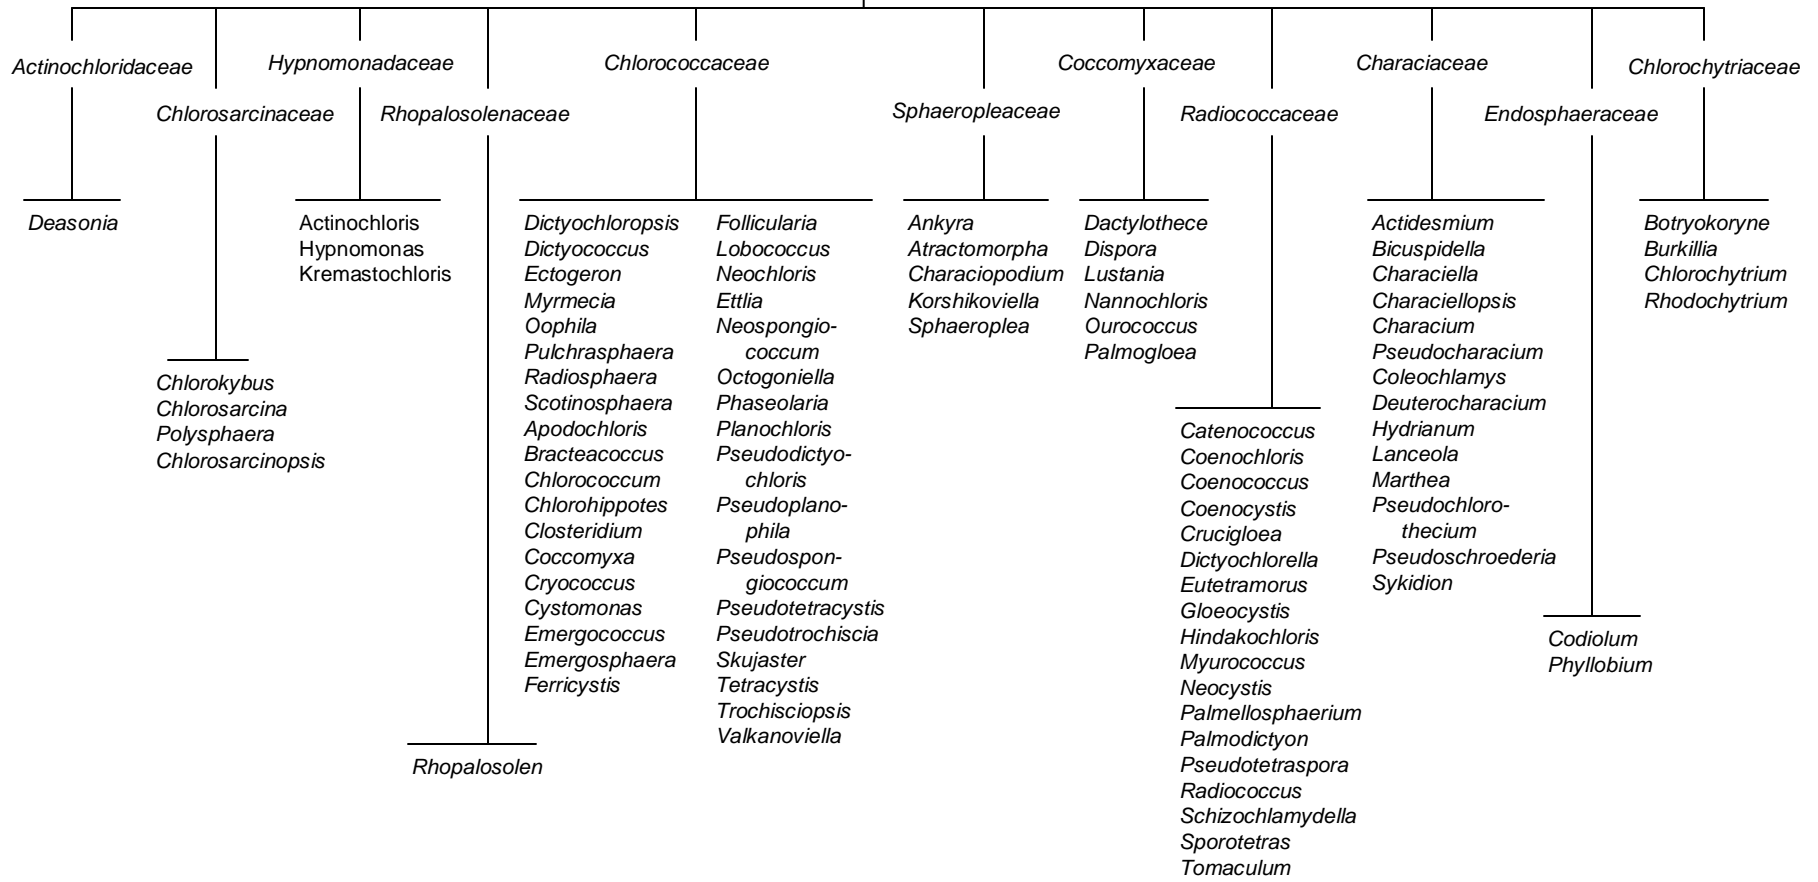 Actinochloridaceae
Hypnomonadaceae
Chlorococcaceae
Coccomyxaceae
Characiaceae
Chlorochytriaceae
Chlorosarcinaceae
Rhopalosolenaceae
Sphaeropleaceae
Radiococcaceae
Endosphaeraceae
Deasonia
Actinochloris
Hypnomonas
Kremastochloris
Dictyochloropsis
Dictyococcus
Ectogeron
Myrmecia
Oophila
Pulchrasphaera
Radiosphaera
Scotinosphaera
Apodochloris
Bracteacoccus
Chlorococcum
Chlorohippotes
Closteridium
Coccomyxa
Cryococcus
Cystomonas
Emergococcus
Emergosphaera
Ferricystis
Follicularia
Lobococcus
Neochloris
Ettlia
Neospongio-
coccum
Octogoniella
Phaseolaria
Planochloris
Pseudodictyo-
chloris
Pseudoplano-
phila
Pseudospon-
giococcum
Pseudotetracystis
Pseudotrochiscia
Skujaster
Tetracystis
Trochisciopsis
Valkanoviella
Ankyra
Atractomorpha
Characiopodium
Korshikoviella
Sphaeroplea
Dactylothece
Dispora
Lustania
Nannochloris
Ourococcus
Palmogloea
Actidesmium
Bicuspidella
Characiella
Characiellopsis
Characium
Pseudocharacium
Coleochlamys
Deuterocharacium
Hydrianum
Lanceola
Marthea
Pseudochloro-
thecium
Pseudoschroederia
Sykidion
Botryokoryne
Burkillia
Chlorochytrium
Rhodochytrium
Chlorokybus
Chlorosarcina
Polysphaera
Chlorosarcinopsis
Catenococcus
Coenochloris
Coenococcus
Coenocystis
Crucigloea
Dictyochlorella
Eutetramorus
Gloeocystis
Hindakochloris
Myurococcus
Neocystis
Palmellosphaerium
Palmodictyon
Pseudotetraspora
Radiococcus
Schizochlamydella
Sporotetras
Tomaculum
Codiolum
Phyllobium
Rhopalosolen